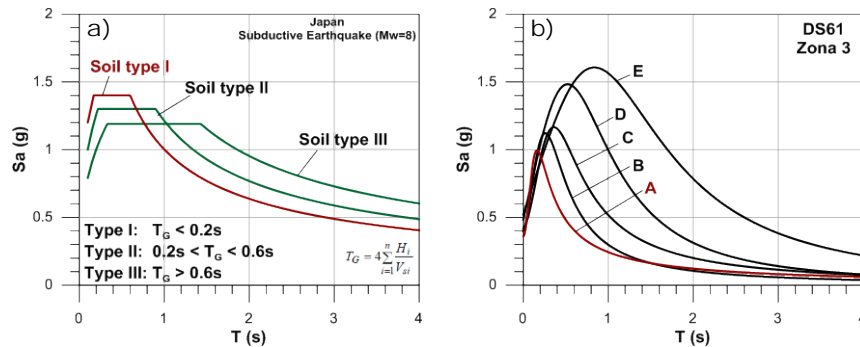 a)
Japan
Subductive Earthquake (Mw=8)
Soil type I
Soil type II
Soil type III
Type I: T_G < 0.2s
Type II: 0.2s < T_G < 0.6s
Type III: T_G > 0.6s
T_G = 4 \sum_{i=1}^{n} \frac{H_i}{V_{si}}
Sa (g)
2
1.5
1
0.5
0
0 1 2 3 4
T (s)
b)
DS61
Zona 3
E
D
C
B
A
Sa (g)
2
1.5
1
0.5
0
0 1 2 3 4
T (s)